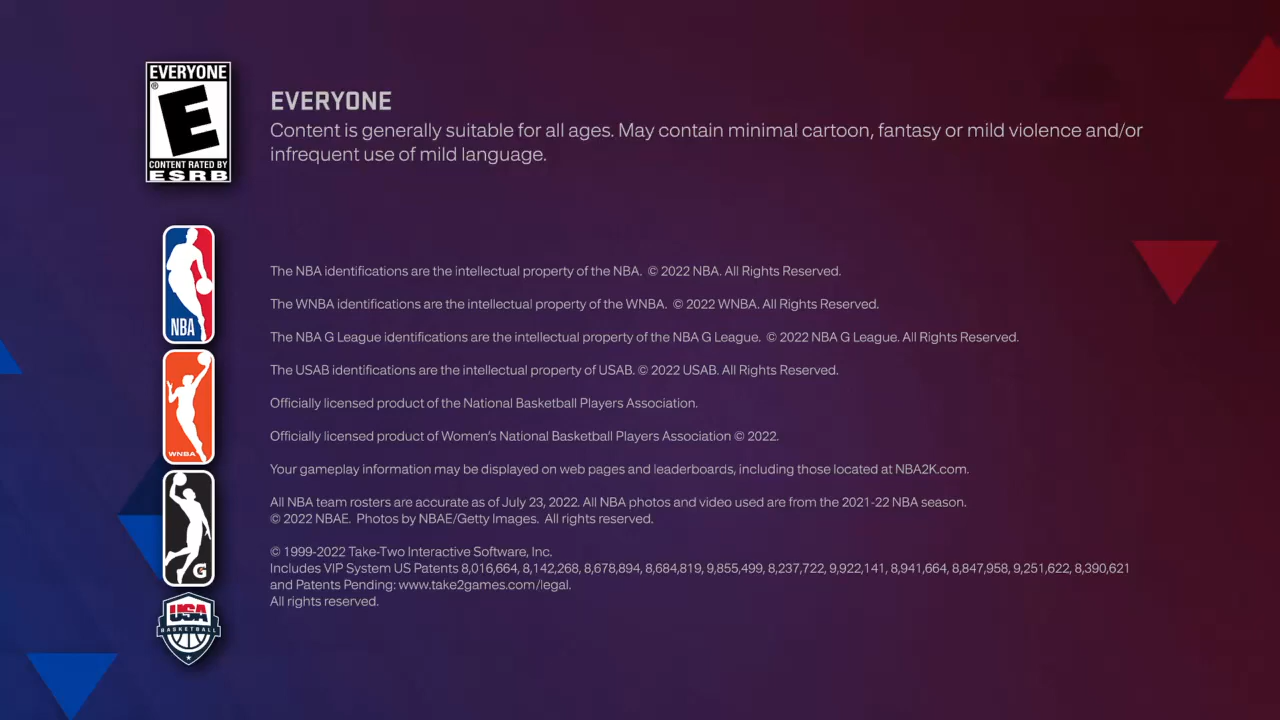 EVERYONE
E
CONTENT RATED BY
ESRB
®
EVERYONE
Content is generally suitable for all ages. May contain minimal cartoon, fantasy or mild violence and/or
infrequent use of mild language.
NBA
The NBA identifications are the intellectual property of the NBA. © 2022 NBA. All Rights Reserved.
The WNBA identifications are the intellectual property of the WNBA. © 2022 WNBA. All Rights Reserved.
The NBA G League identifications are the intellectual property of the NBA G League. © 2022 NBA G League. All Rights Reserved.
The USAB identifications are the intellectual property of USAB. © 2022 USAB. All Rights Reserved.
WNBA
Officially licensed product of the National Basketball Players Association.
Officially licensed product of Women's National Basketball Players Association © 2022.
Your gameplay information may be displayed on web pages and leaderboards, including those located at NBA2K.com.
All NBA team rosters are accurate as of July 23, 2022. All NBA photos and video used are from the 2021-22 NBA season.
© 2022 NBAE. Photos by NBAE/Getty Images. All rights reserved.
G
© 1999-2022 Take-Two Interactive Software, Inc.
Includes VIP System US Patents 8,016,664, 8,142,268, 8,678,894, 8,684,819, 9,855,499, 8,237,722, 9,922,141, 8,941,664, 8,847,958, 9,251,622, 8,390,621
and Patents Pending: www.take2games.com/legal.
All rights reserved.
USA
BASKETBALL